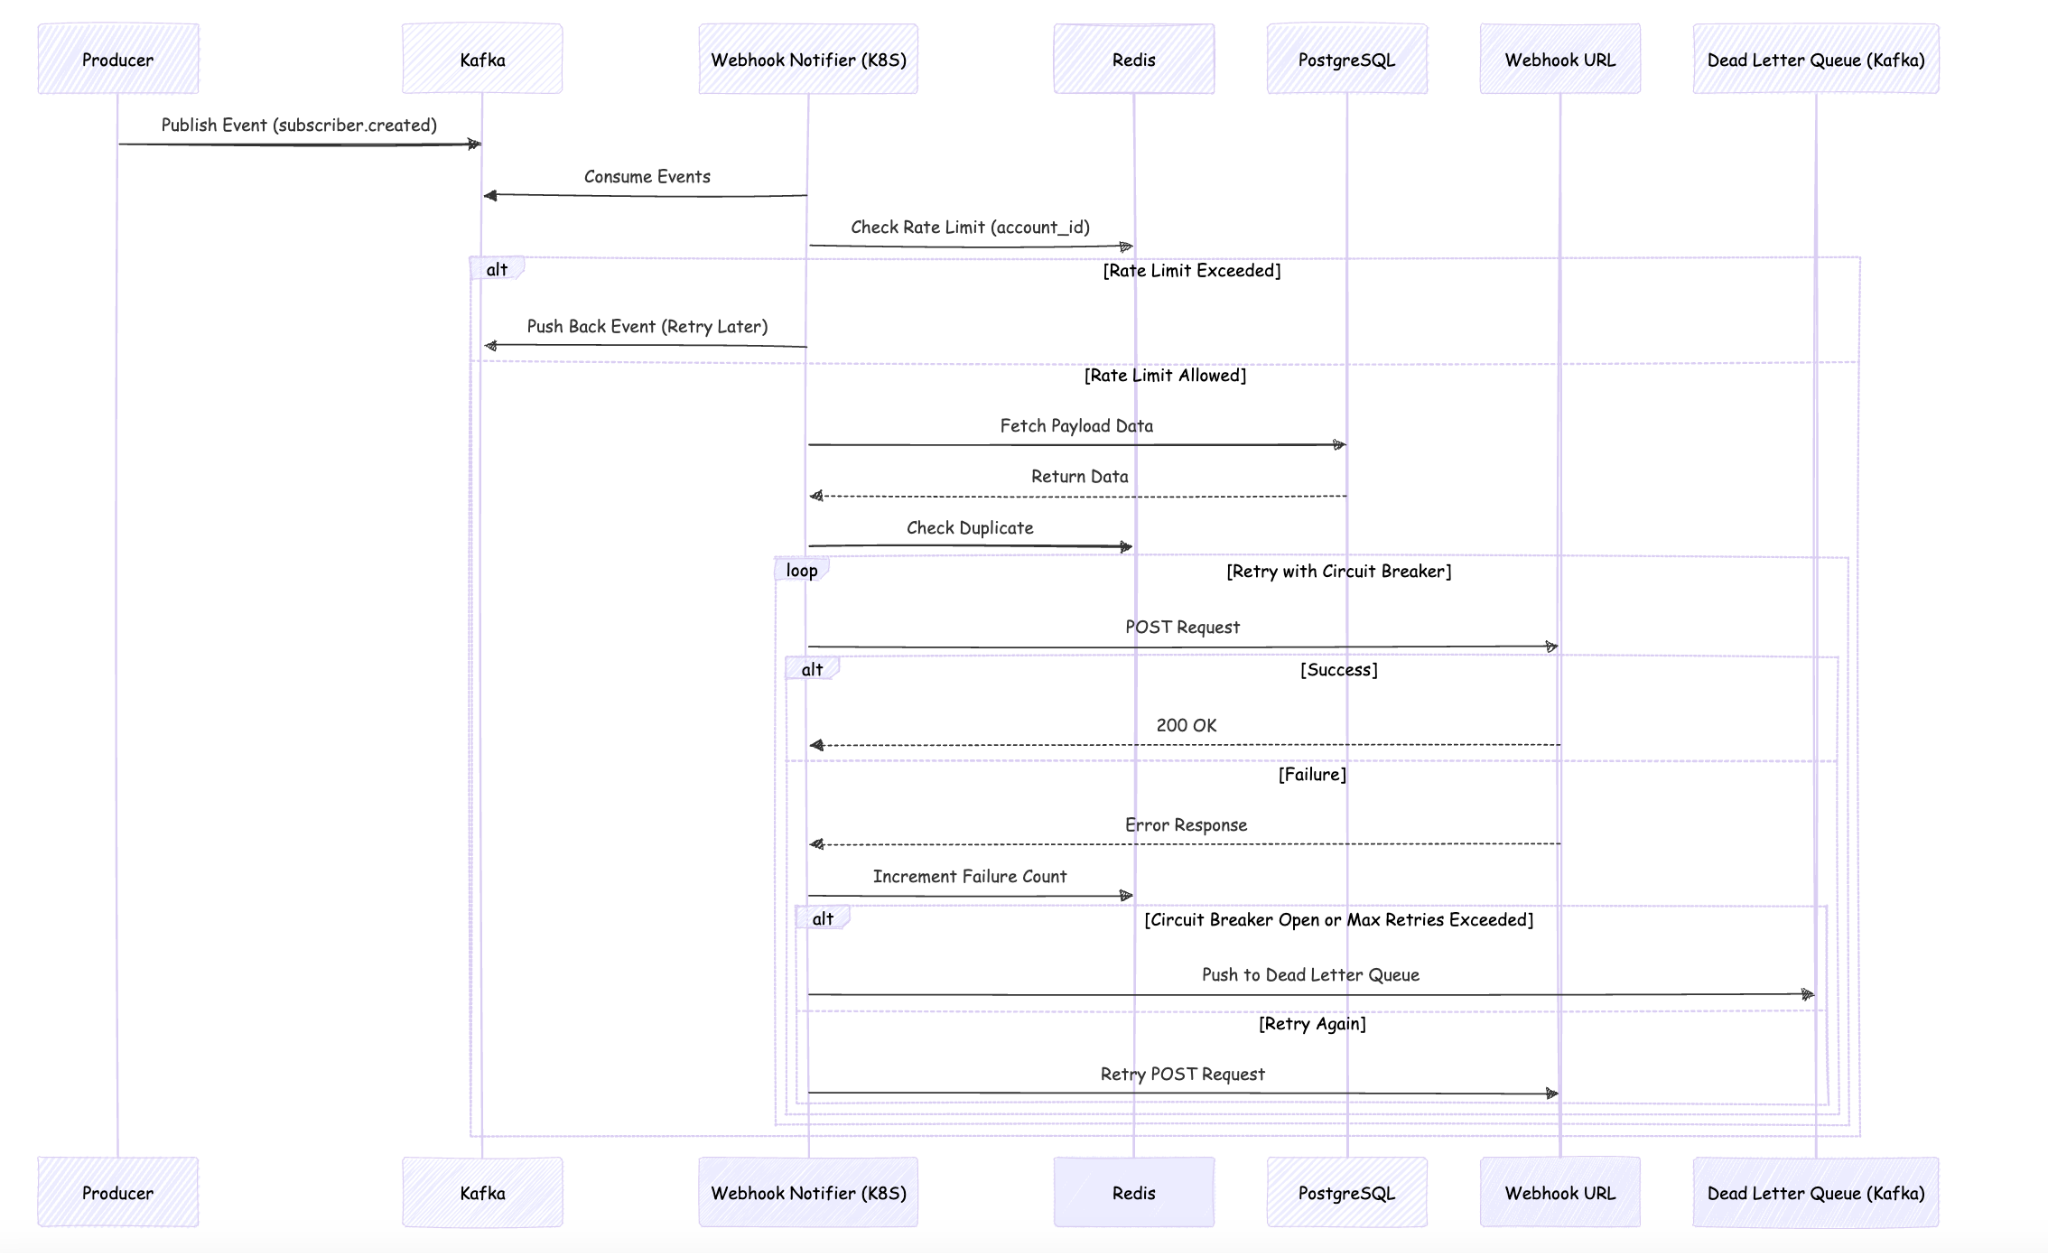 Producer
Kafka
Webhook Notifier (K8S)
Redis
PostgreSQL
Webhook URL
Dead Letter Queue (Kafka)
Publish Event (subscriber.created)
Consume Events
Check Rate Limit (account_id)
alt
[Rate Limit Exceeded]
Push Back Event (Retry Later)
[Rate Limit Allowed]
Fetch Payload Data
Return Data
Check Duplicate
loop
[Retry with Circuit Breaker]
POST Request
alt
[Success]
200 OK
[Failure]
Error Response
Increment Failure Count
alt
[Circuit Breaker Open or Max Retries Exceeded]
Push to Dead Letter Queue
[Retry Again]
Retry POST Request
Producer
Kafka
Webhook Notifier (K8S)
Redis
PostgreSQL
Webhook URL
Dead Letter Queue (Kafka)